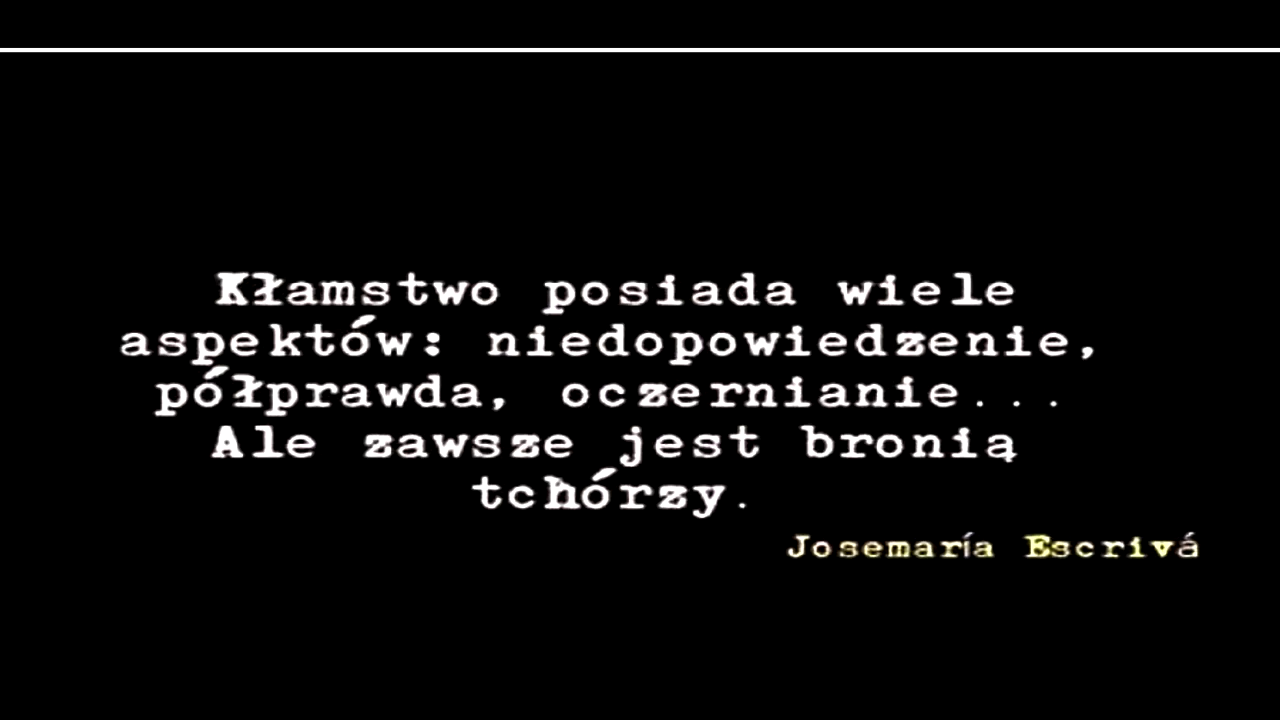 Kłamstwo posiada wiele
aspektów: niedopowiedzenie,
półprawda, oczernianie...
Ale zawsze jest bronią
tchórzy.
Josemaría Escrivá